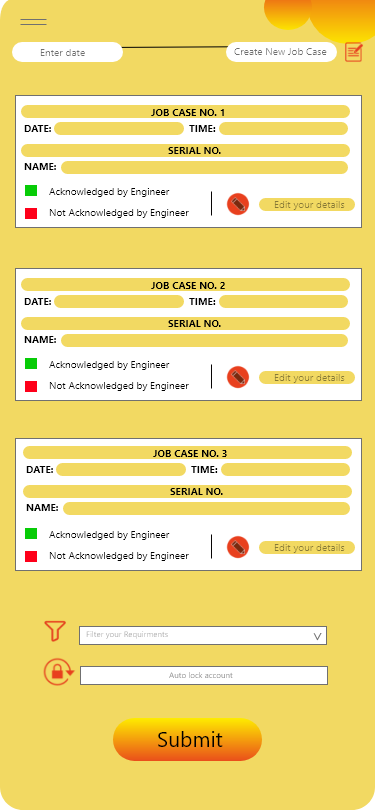 Enter date
Create New Job Case
JOB CASE NO. 1
DATE: TIME:
SERIAL NO.
NAME:
Acknowledged by Engineer
Not Acknowledged by Engineer
Edit your details
JOB CASE NO. 2
DATE: TIME:
SERIAL NO.
NAME:
Acknowledged by Engineer
Not Acknowledged by Engineer
Edit your details
JOB CASE NO. 3
DATE: TIME:
SERIAL NO.
NAME:
Acknowledged by Engineer
Not Acknowledged by Engineer
Edit your details
Filter your Requirments
Auto lock account
Submit